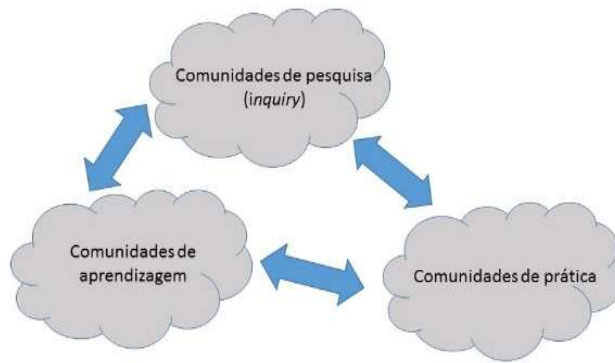 Comunidades de pesquisa
(inquiry)
Comunidades de
aprendizagem
Comunidades de prática